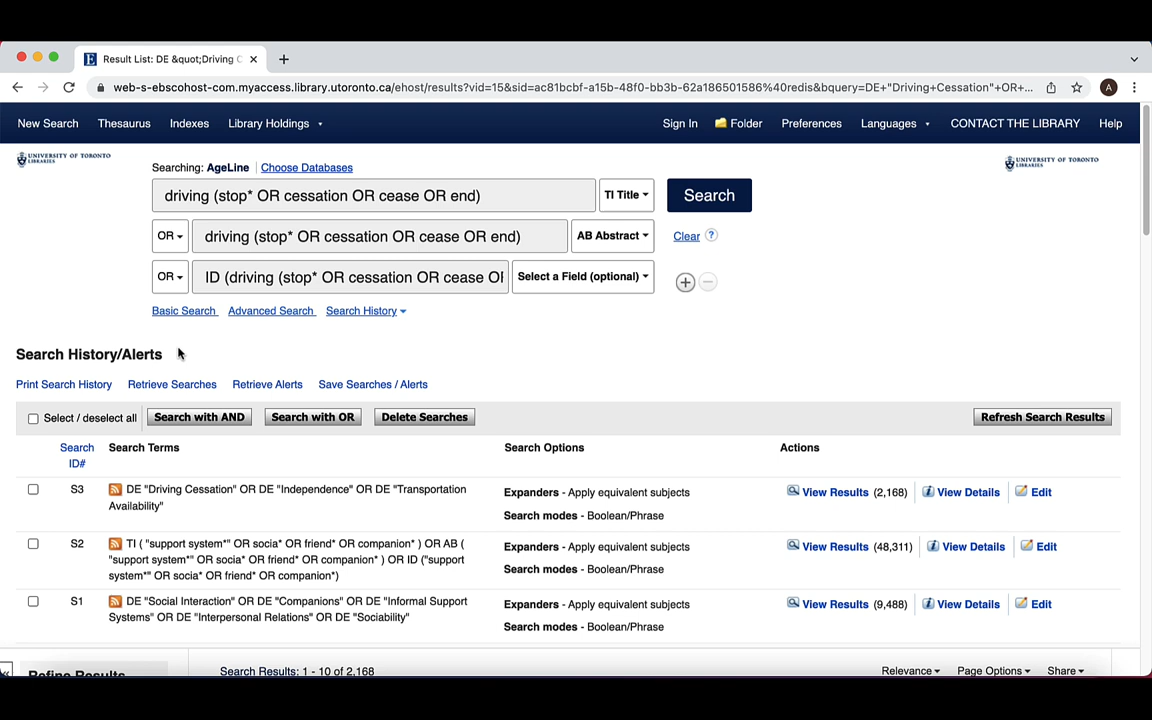 Result List: DE &quot;Driving C
web-s-ebscohost-com.myaccess.library.utoronto.ca/ehost/results?vid=15&sid=ac81bcbf-a15b-48f0-bb3b-62a186501586%40redis&bquery=DE+"Driving+Cessation"+OR+...
A
New Search Thesaurus Indexes Library Holdings Sign In Folder Preferences Languages CONTACT THE LIBRARY Help
UNIVERSITY OF TORONTO
LIBRARIES
UNIVERSITY OF TORONTO
LIBRARIES
Searching: AgeLine Choose Databases
driving (stop* OR cessation OR cease OR end) TI Title Search
OR driving (stop* OR cessation OR cease OR end) AB Abstract Clear ?
OR ID (driving (stop* OR cessation OR cease OF Select a Field (optional)
Basic Search Advanced Search Search History
Search History/Alerts
Print Search History Retrieve Searches Retrieve Alerts Save Searches / Alerts
Select / deselect all Search with AND Search with OR Delete Searches Refresh Search Results
Search ID# Search Terms Search Options Actions
S3 DE "Driving Cessation" OR DE "Independence" OR DE "Transportation Availability" Expanders - Apply equivalent subjects View Results (2,168) View Details Edit
Search modes - Boolean/Phrase
S2 TI ( "support system*" OR socia* OR friend* OR companion* ) OR AB ( "support system*" OR socia* OR friend* OR companion* ) OR ID ("support system*" OR socia* OR friend* OR companion*) Expanders - Apply equivalent subjects View Results (48,311) View Details Edit
Search modes - Boolean/Phrase
S1 DE "Social Interaction" OR DE "Companions" OR DE "Informal Support Systems" OR DE "Interpersonal Relations" OR DE "Sociability" Expanders - Apply equivalent subjects View Results (9,488) View Details Edit
Search modes - Boolean/Phrase
Refine Results Search Results: 1 - 10 of 2,168 Relevance Page Options Share